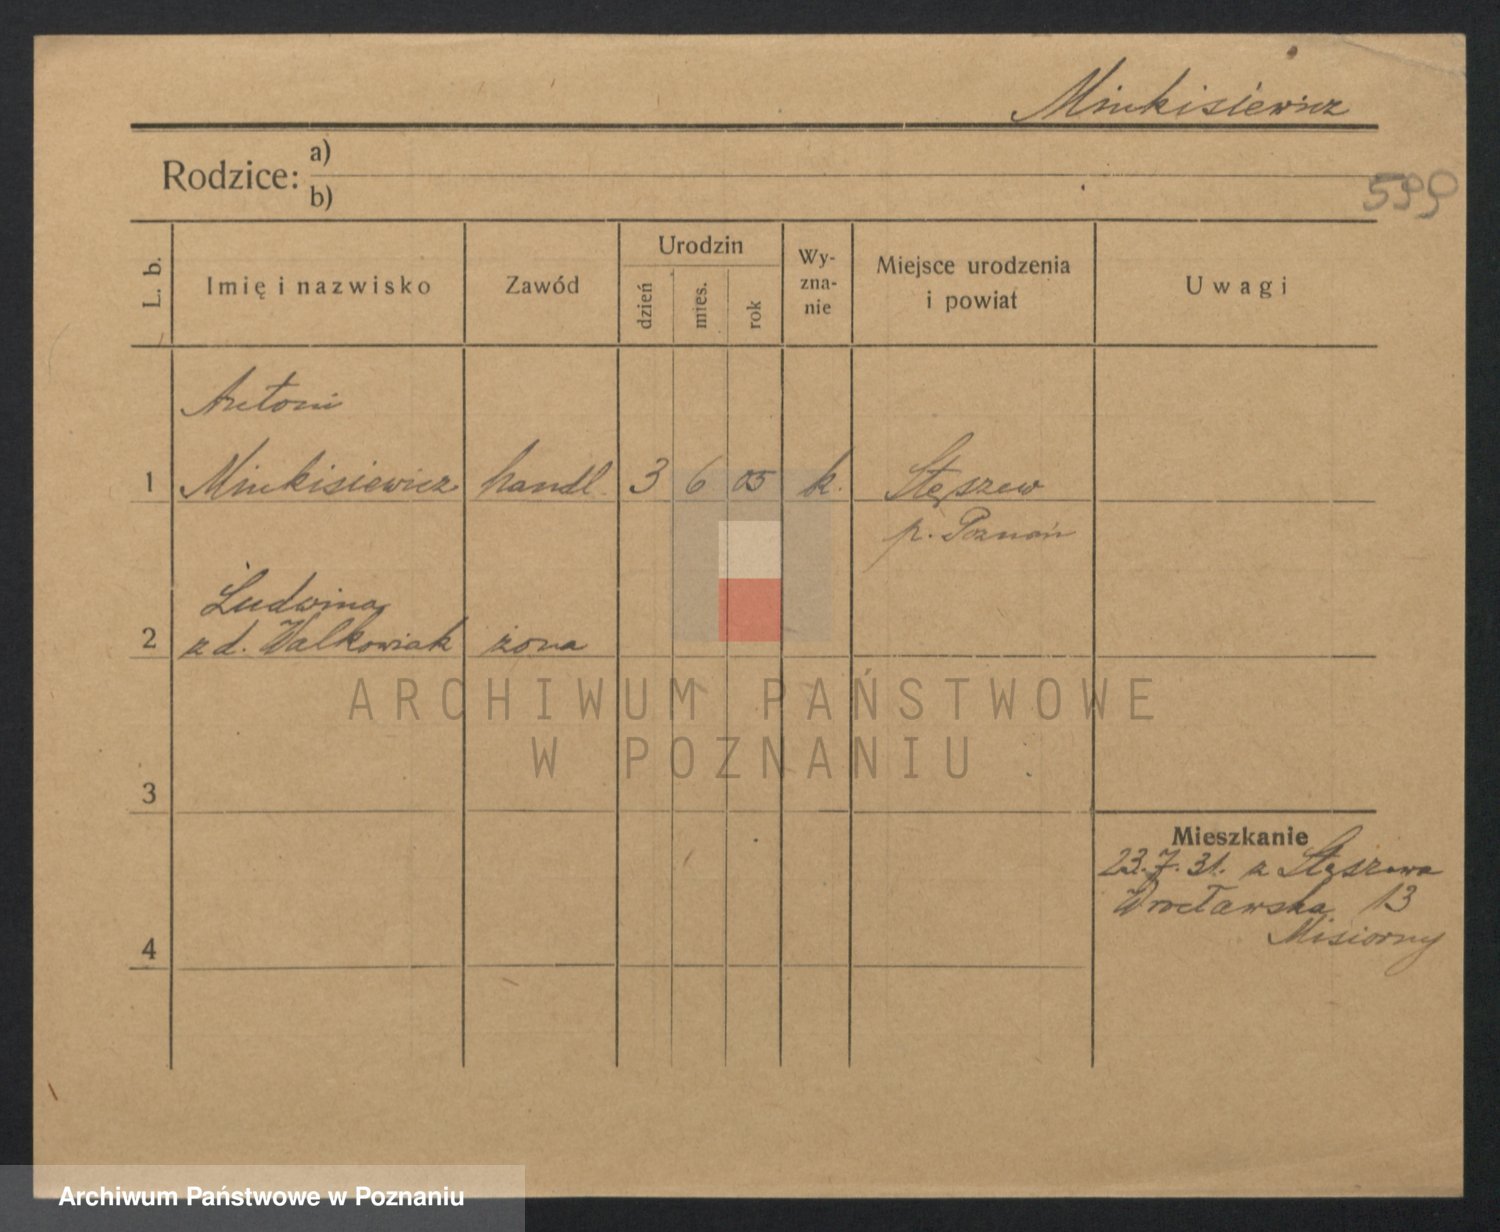 Minkisiewicz
Rodzice:
a)
b)
599
L. b.
Imię i nazwisko
Zawód
Urodzin
dzień
mies.
rok
Wy-
zna-
nie
Miejsce urodzenia
i powiat
Uwagi
Antoni
1 Minkisiewicz handl. 3 6 05 k. Stęszew
p. Poznań
Ludwina
2 z d. Walkowiak żona
ARCHIWUM PAŃSTWOWE
W POZNANIU
3
Mieszkanie
23.7.31. z Stęszewa
Wrocławska 13
Misiorny
4
Archiwum Państwowe w Poznaniu